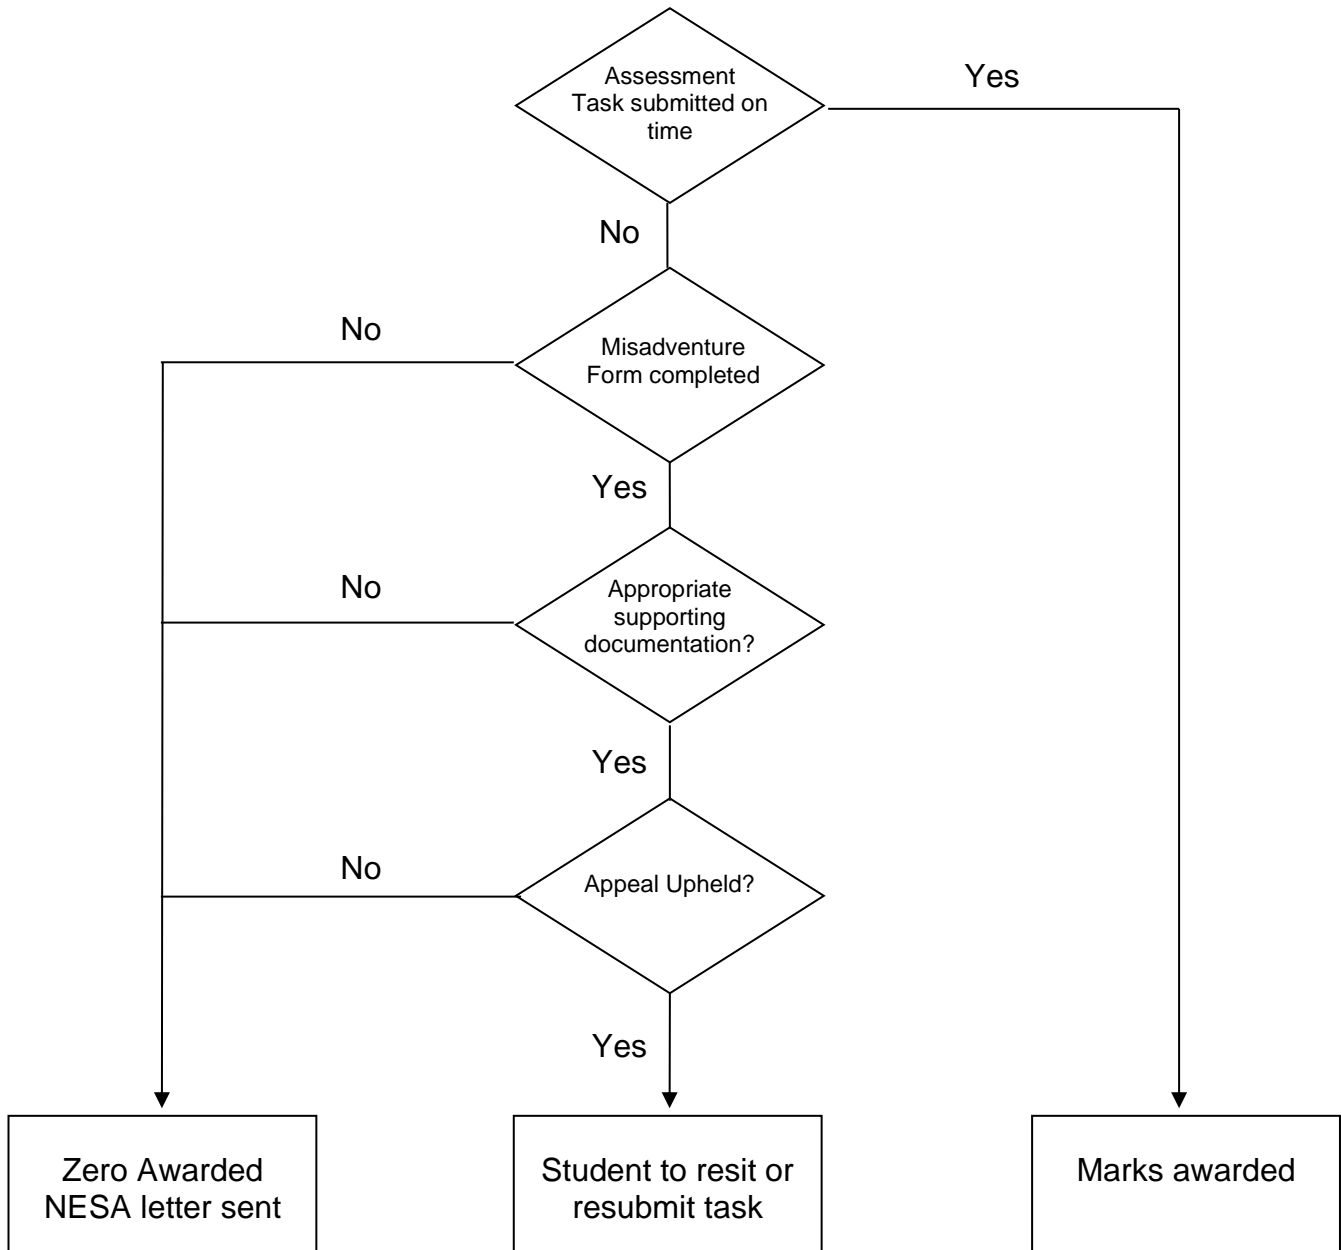 Assessment
Task submitted on
time
Yes
No
No
Misadventure
Form completed
Yes
No
Appropriate
supporting
documentation?
Yes
No
Appeal Upheld?
Yes
Zero Awarded
NESA letter sent
Student to resit or
resubmit task
Marks awarded